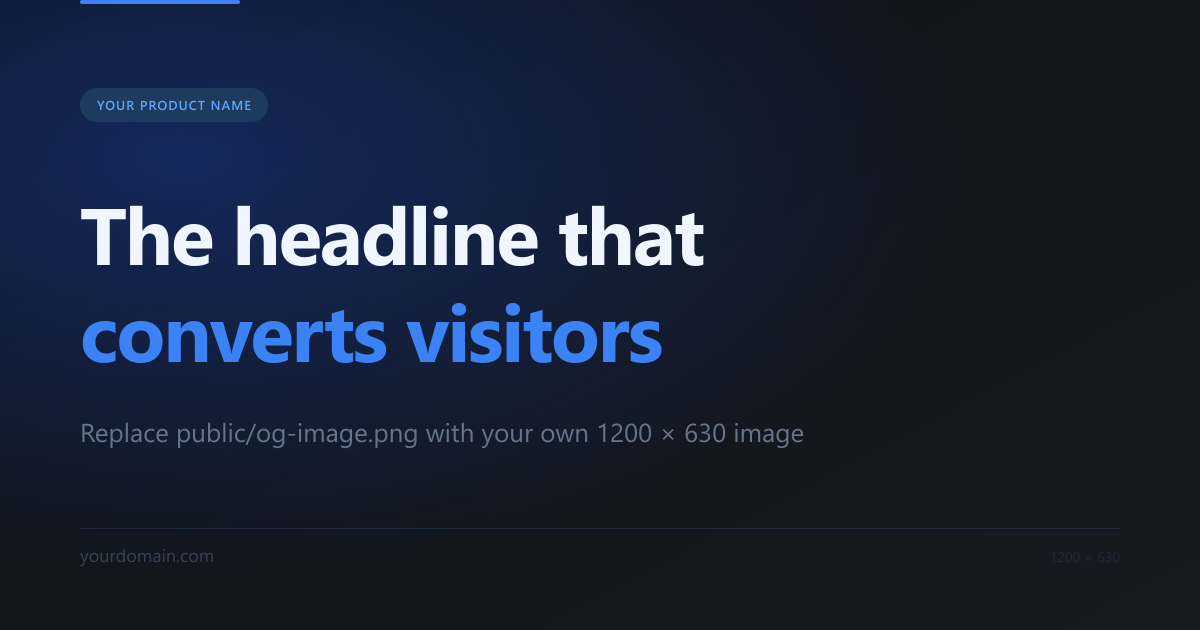 YOUR PRODUCT NAME
The headline that
converts visitors
Replace public/og-image.png with your own 1200 × 630 image
yourdomain.com
1200 × 630